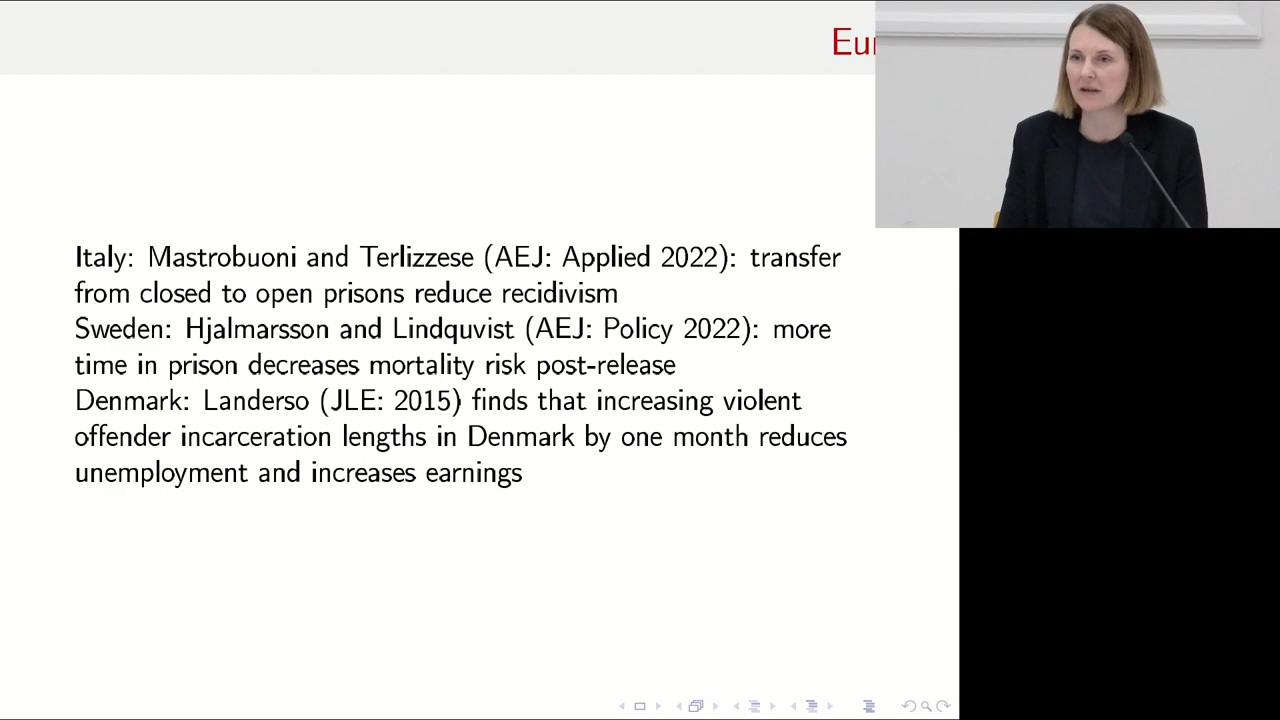 Eur
Italy: Mastrobuoni and Terlizzese (AEJ: Applied 2022): transfer
from closed to open prisons reduce recidivism
Sweden: Hjalmarsson and Lindquvist (AEJ: Policy 2022): more
time in prison decreases mortality risk post-release
Denmark: Landerso (JLE: 2015) finds that increasing violent
offender incarceration lengths in Denmark by one month reduces
unemployment and increases earnings